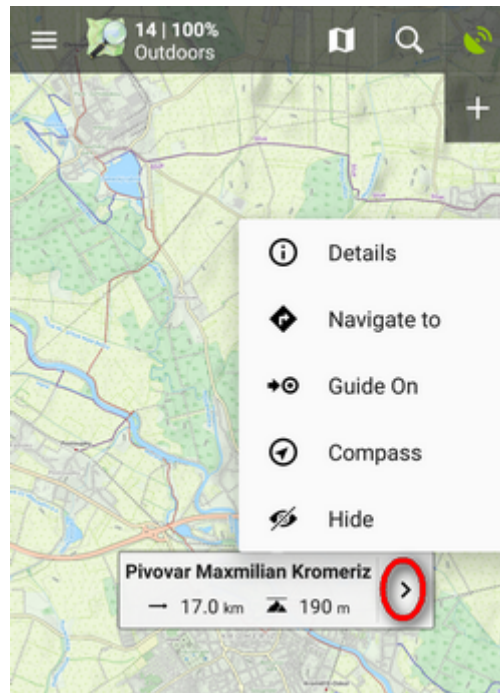 14 | 100%
Outdoors
Details
Navigate to
Guide On
Compass
Hide
Pivovar Maxmilian Kromeriz
17.0 km
190 m